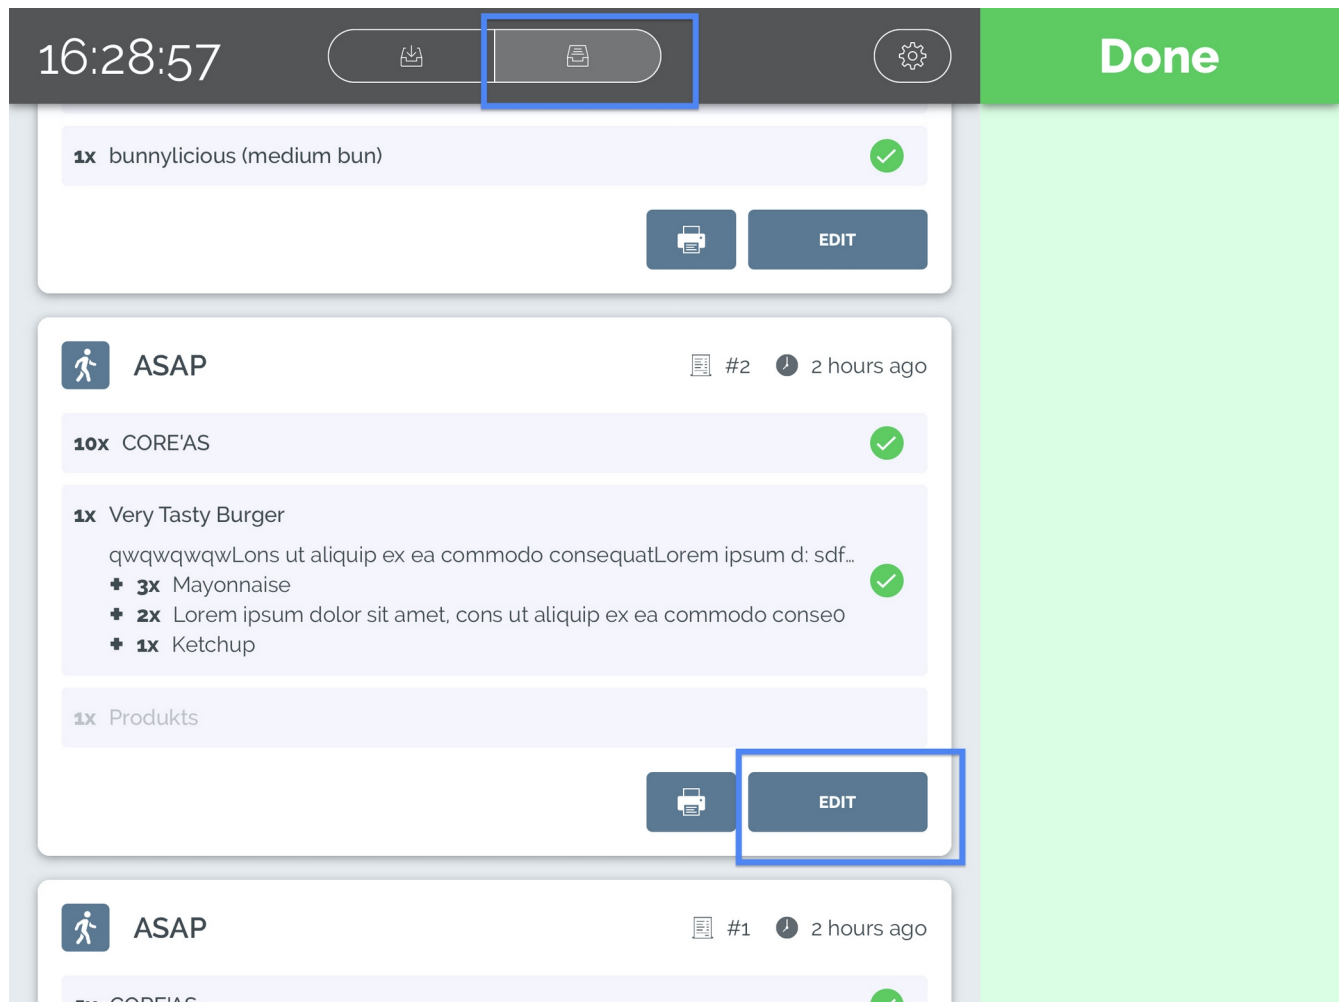 16:28:57
Done
1x bunnylicious (medium bun)
EDIT
ASAP #2 2 hours ago
10x CORE'AS
1x Very Tasty Burger
qwqwqwqwLons ut aliquip ex ea commodo consequatLorem ipsum d: sdf...
+ 3x Mayonnaise
+ 2x Lorem ipsum dolor sit amet, cons ut aliquip ex ea commodo conse0
+ 1x Ketchup
1x Produkts
EDIT
ASAP #1 2 hours ago
CORE'AS